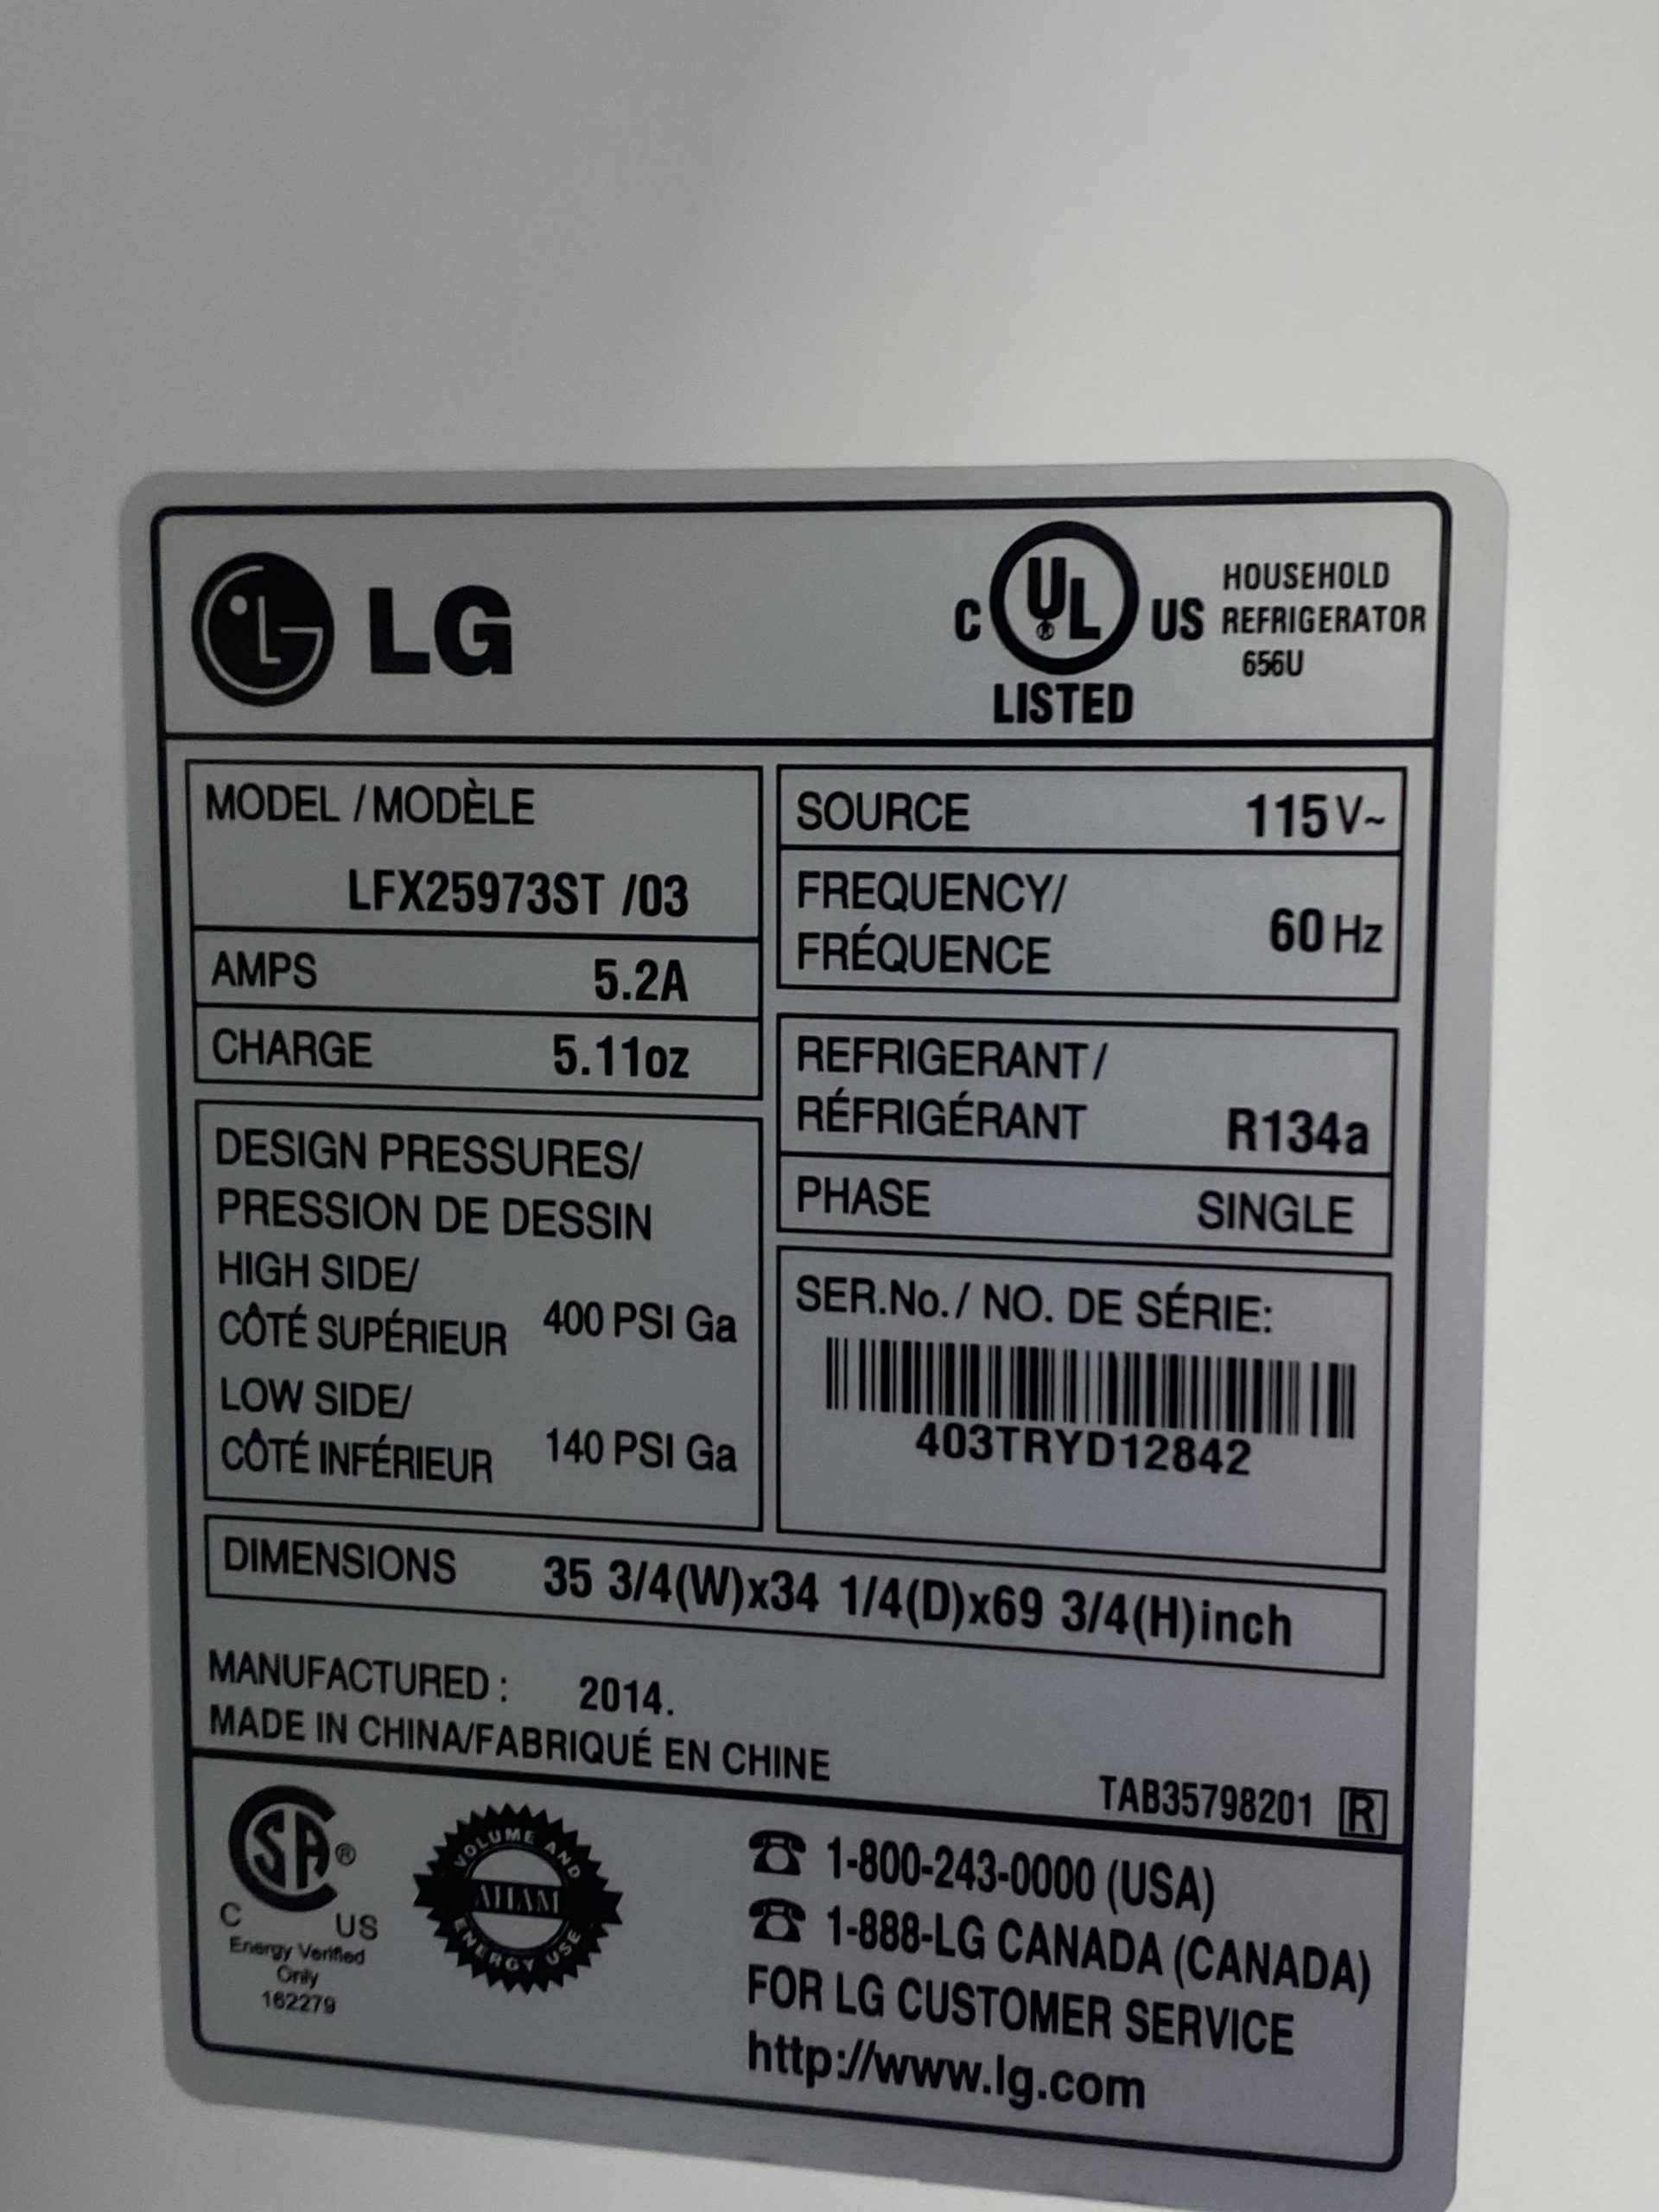 LG
C UL® US
LISTED
HOUSEHOLD
REFRIGERATOR
656U
MODEL / MODÈLE
LFX25973ST /03
AMPS 5.2A
CHARGE 5.11oz
SOURCE 115V~
FREQUENCY/
FRÉQUENCE 60 Hz
REFRIGERANT/
RÉFRIGÉRANT R134a
PHASE SINGLE
DESIGN PRESSURES/
PRESSION DE DESSIN
HIGH SIDE/
CÔTÉ SUPÉRIEUR 400 PSI Ga
LOW SIDE/
CÔTÉ INFÉRIEUR 140 PSI Ga
SER.No. / NO. DE SÉRIE:
403TRYD12842
DIMENSIONS 35 3/4(W)x34 1/4(D)x69 3/4(H)inch
MANUFACTURED : 2014.
MADE IN CHINA/FABRIQUÉ EN CHINE
TAB35798201 R
SA®
C US
Energy Verified
Only
162279
VOLUME AND
AHAM
ENERGY USE
☎ 1-800-243-0000 (USA)
☎ 1-888-LG CANADA (CANADA)
FOR LG CUSTOMER SERVICE
http://www.lg.com